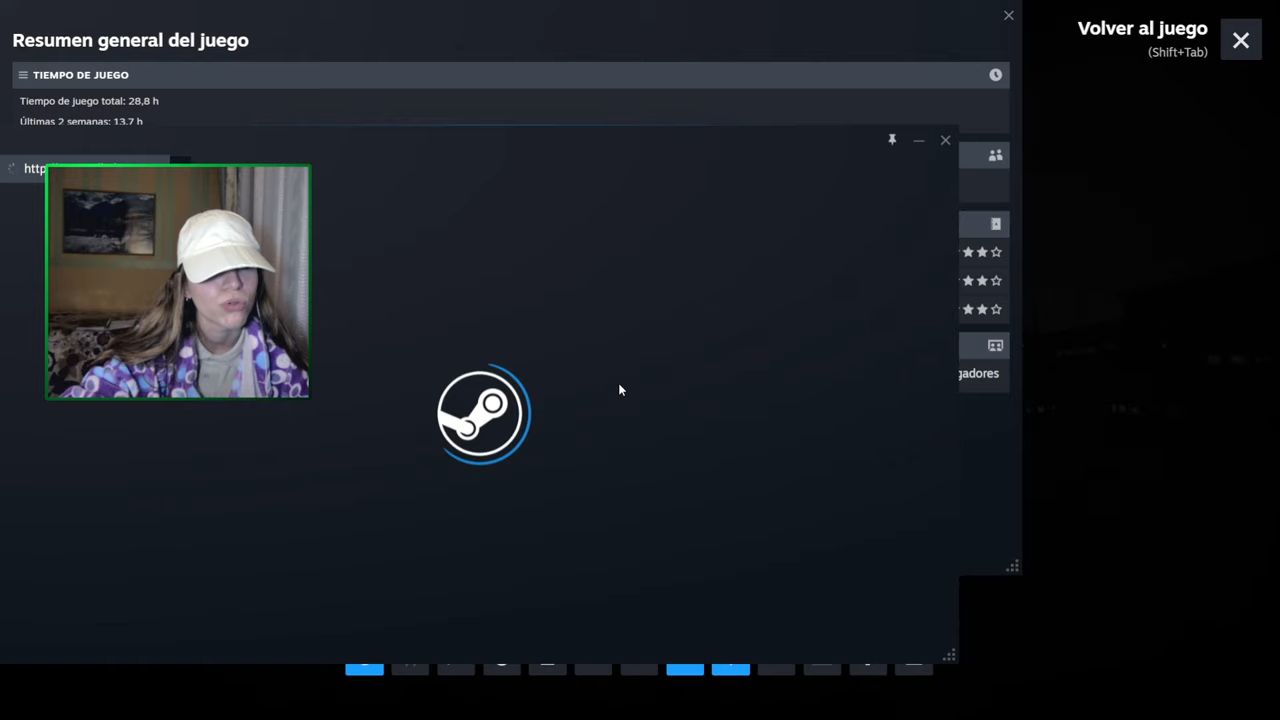 Resumen general del juego
Volver al juego
(Shift+Tab)
TIEMPO DE JUEGO
Tiempo de juego total: 28,8 h
Últimas 2 semanas: 13,7 h
http
gadores